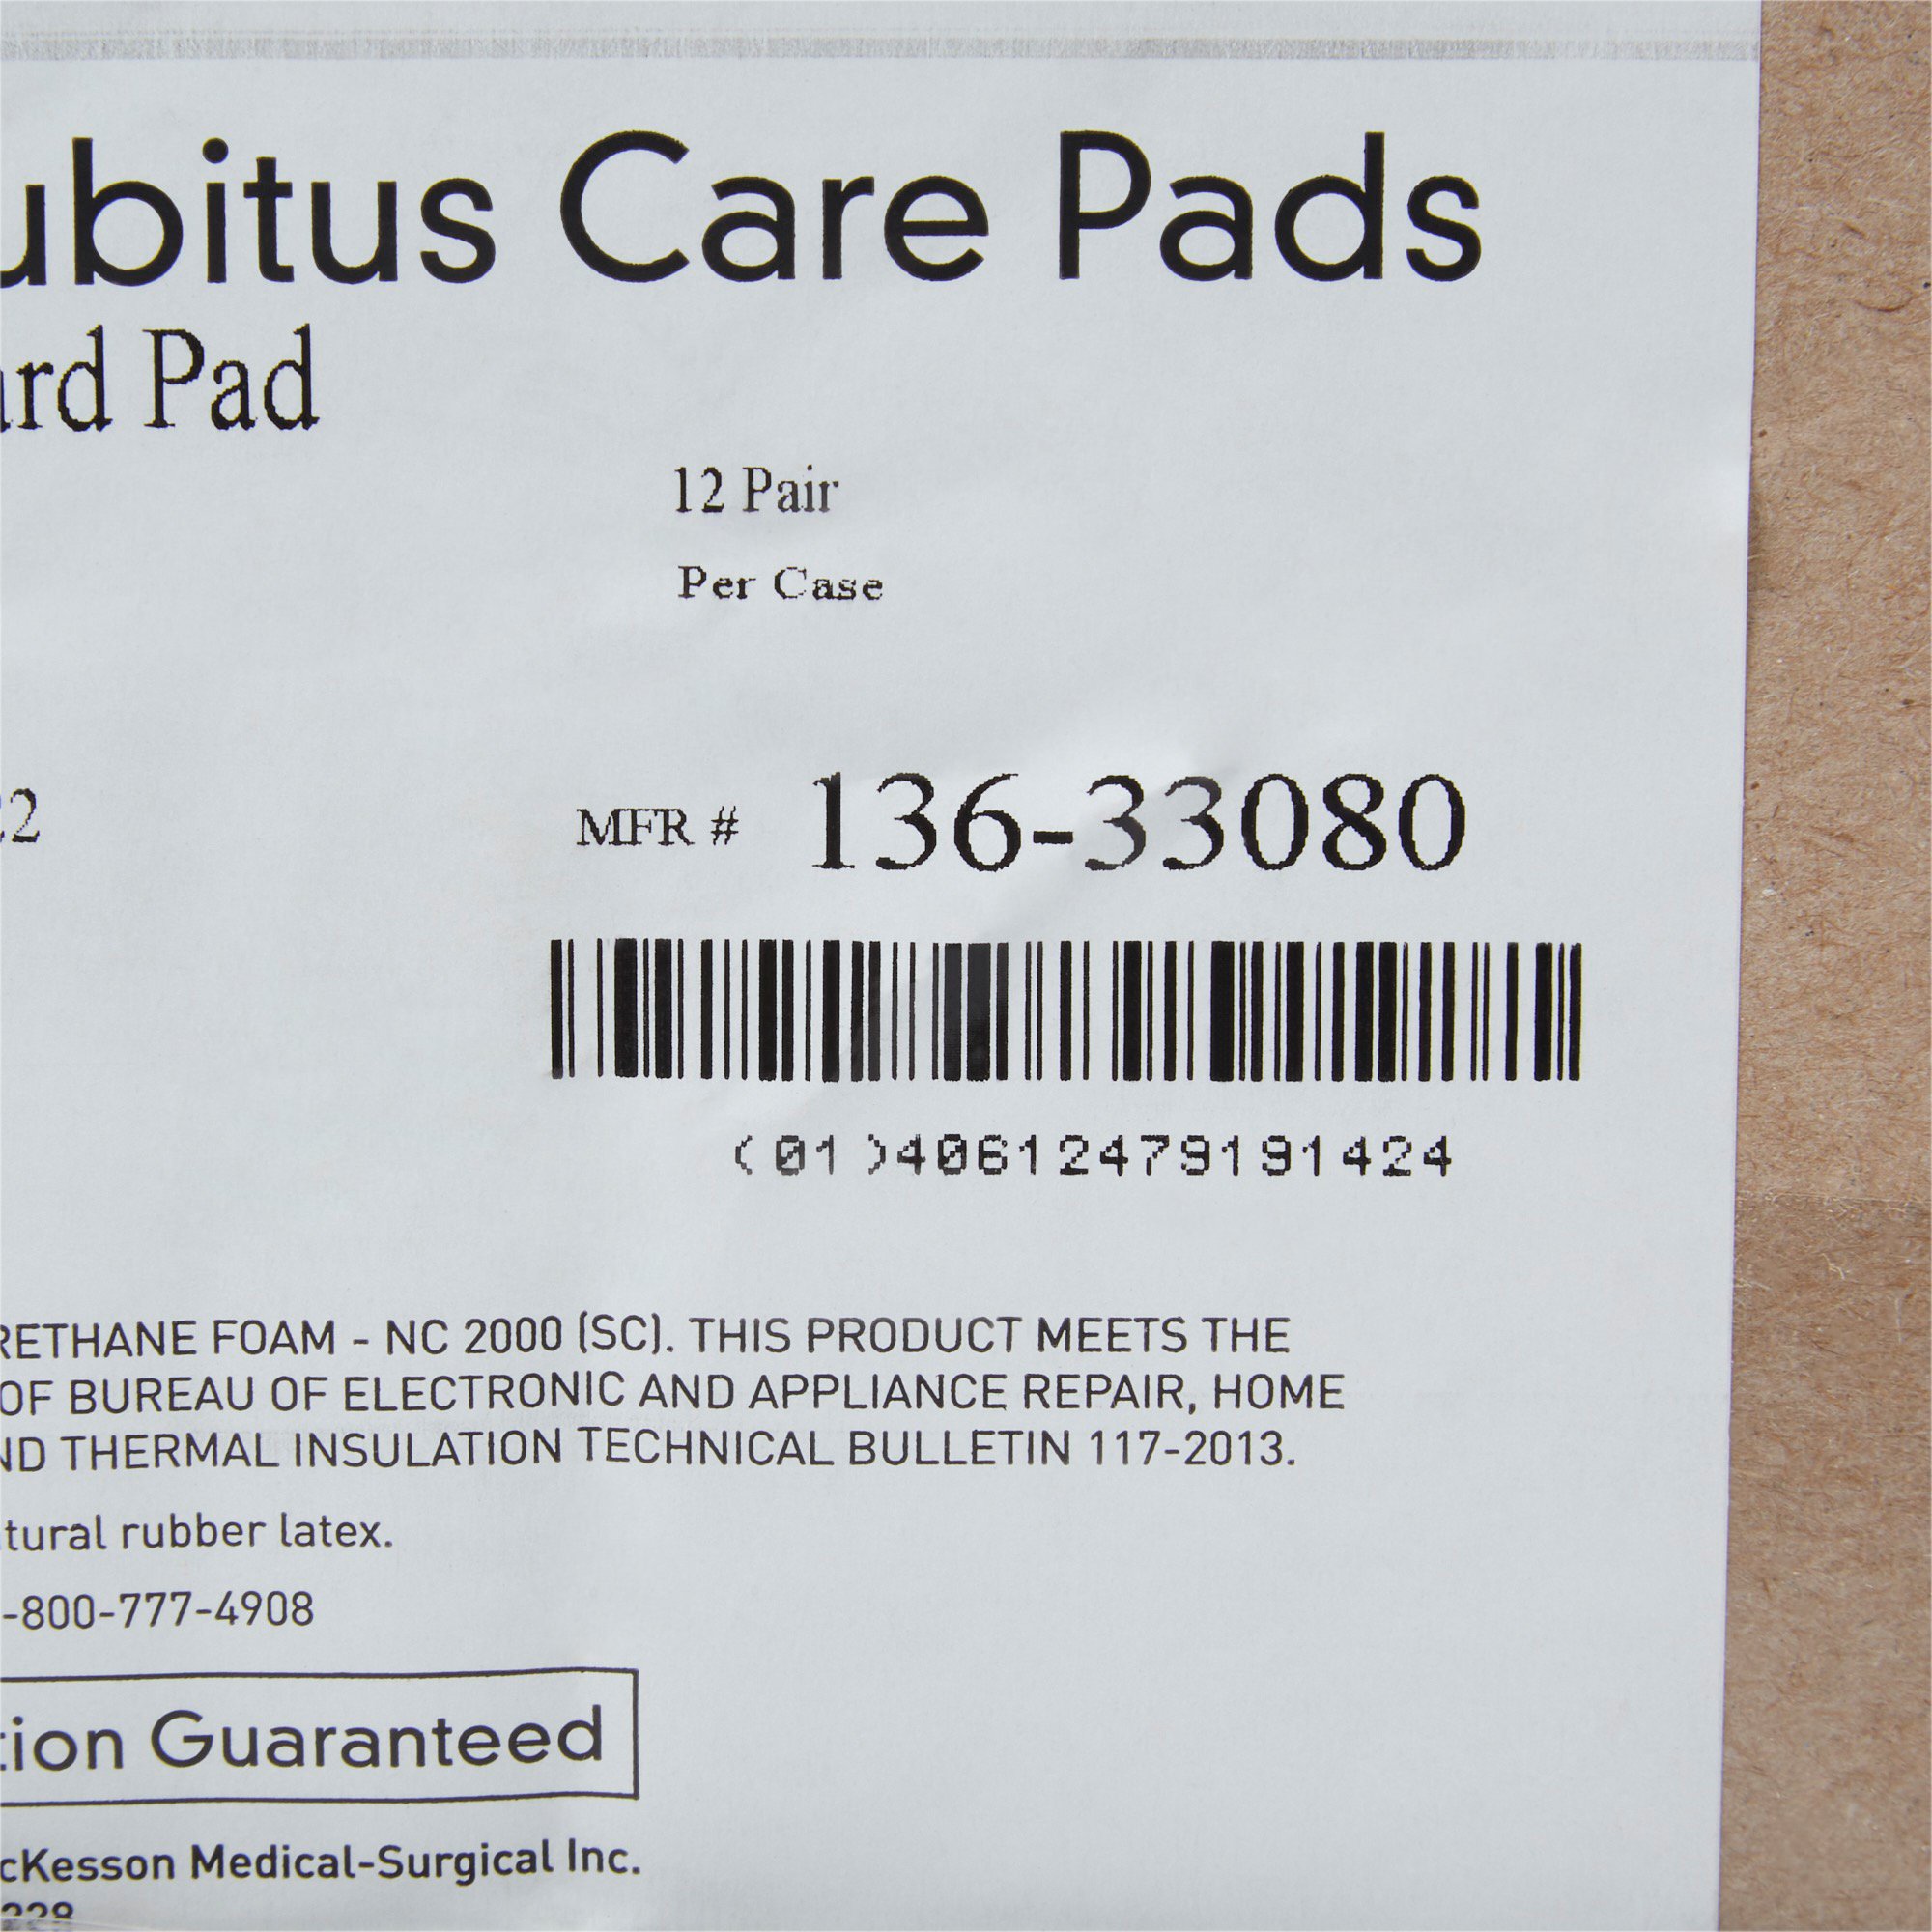 ubitus Care Pads
ard Pad
12 Pair
Per Case
22
MFR # 136-33080
(01)40612479191424
RETHANE FOAM - NC 2000 (SC). THIS PRODUCT MEETS THE
OF BUREAU OF ELECTRONIC AND APPLIANCE REPAIR, HOME
ND THERMAL INSULATION TECHNICAL BULLETIN 117-2013.
tural rubber latex.
-800-777-4908
tion Guaranteed
cKesson Medical-Surgical Inc.
228